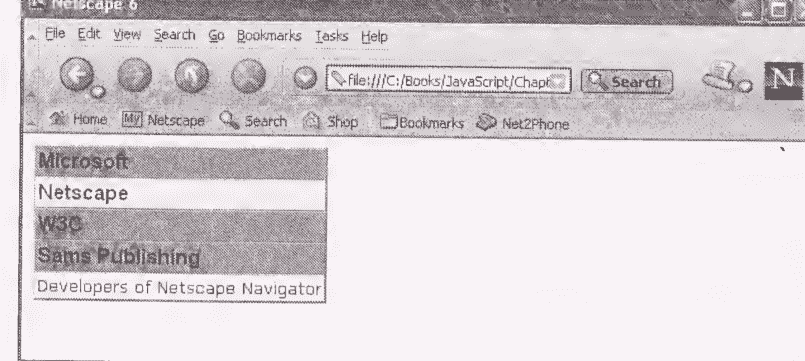 Netscape 6
File Edit View Search Go Bookmarks Tasks Help
file:///C:/Books/JavaScript/Chapt Search N
Home My Netscape Search Shop Bookmarks Net2Phone
Microsoft
Netscape
W3C
Sams Publishing
Developers of Netscape Navigator